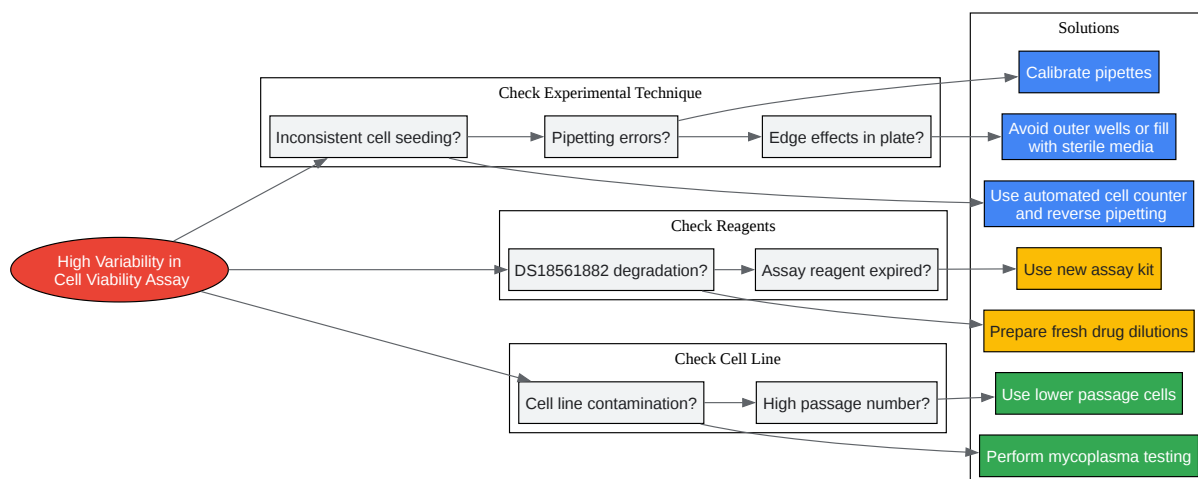 Solutions
Calibrate pipettes
Check Experimental Technique
Inconsistent cell seeding?
Pipetting errors?
Edge effects in plate?
Avoid outer wells or fill
with sterile media
Use automated cell counter
and reverse pipetting
Check Reagents
High Variability in
Cell Viability Assay
DS18561882 degradation?
Assay reagent expired?
Use new assay kit
Prepare fresh drug dilutions
Check Cell Line
Cell line contamination?
High passage number?
Use lower passage cells
Perform mycoplasma testing